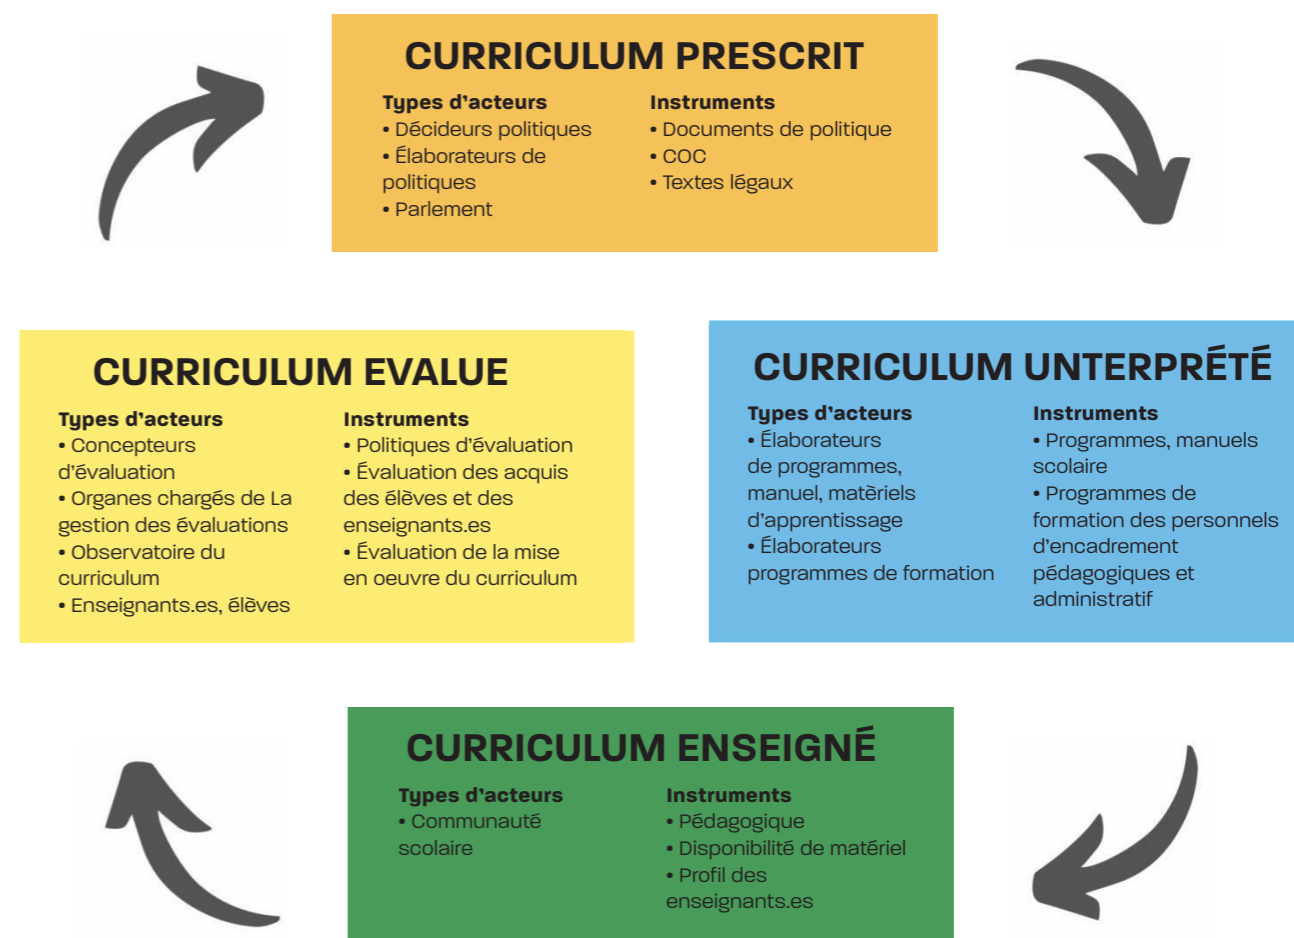 CURRICULUM PRESCRIT
Types d'acteurs
• Décideurs politiques
• Élaborateurs de
politiques
• Parlement
Instruments
• Documents de politique
• COC
• Textes légaux
CURRICULUM EVALUE
Types d'acteurs
• Concepteurs
d'évaluation
• Organes chargés de La
gestion des évaluations
• Observatoire du
curriculum
• Enseignants.es, élèves
Instruments
• Politiques d'évaluation
• Évaluation des acquis
des élèves et des
enseignants.es
• Évaluation de la mise
en oeuvre du curriculum
CURRICULUM UNTERPRÉTÉ
Types d'acteurs
• Élaborateurs
de programmes,
manuel, matèriels
d'apprentissage
• Élaborateurs
programmes de formation
Instruments
• Programmes, manuels
scolaire
• Programmes de
formation des personnels
d'encadrement
pédagogiques et
administratif
CURRICULUM ENSEIGNÉ
Types d'acteurs
• Communauté
scolaire
Instruments
• Pédagogique
• Disponibilité de matériel
• Profil des
enseignants.es